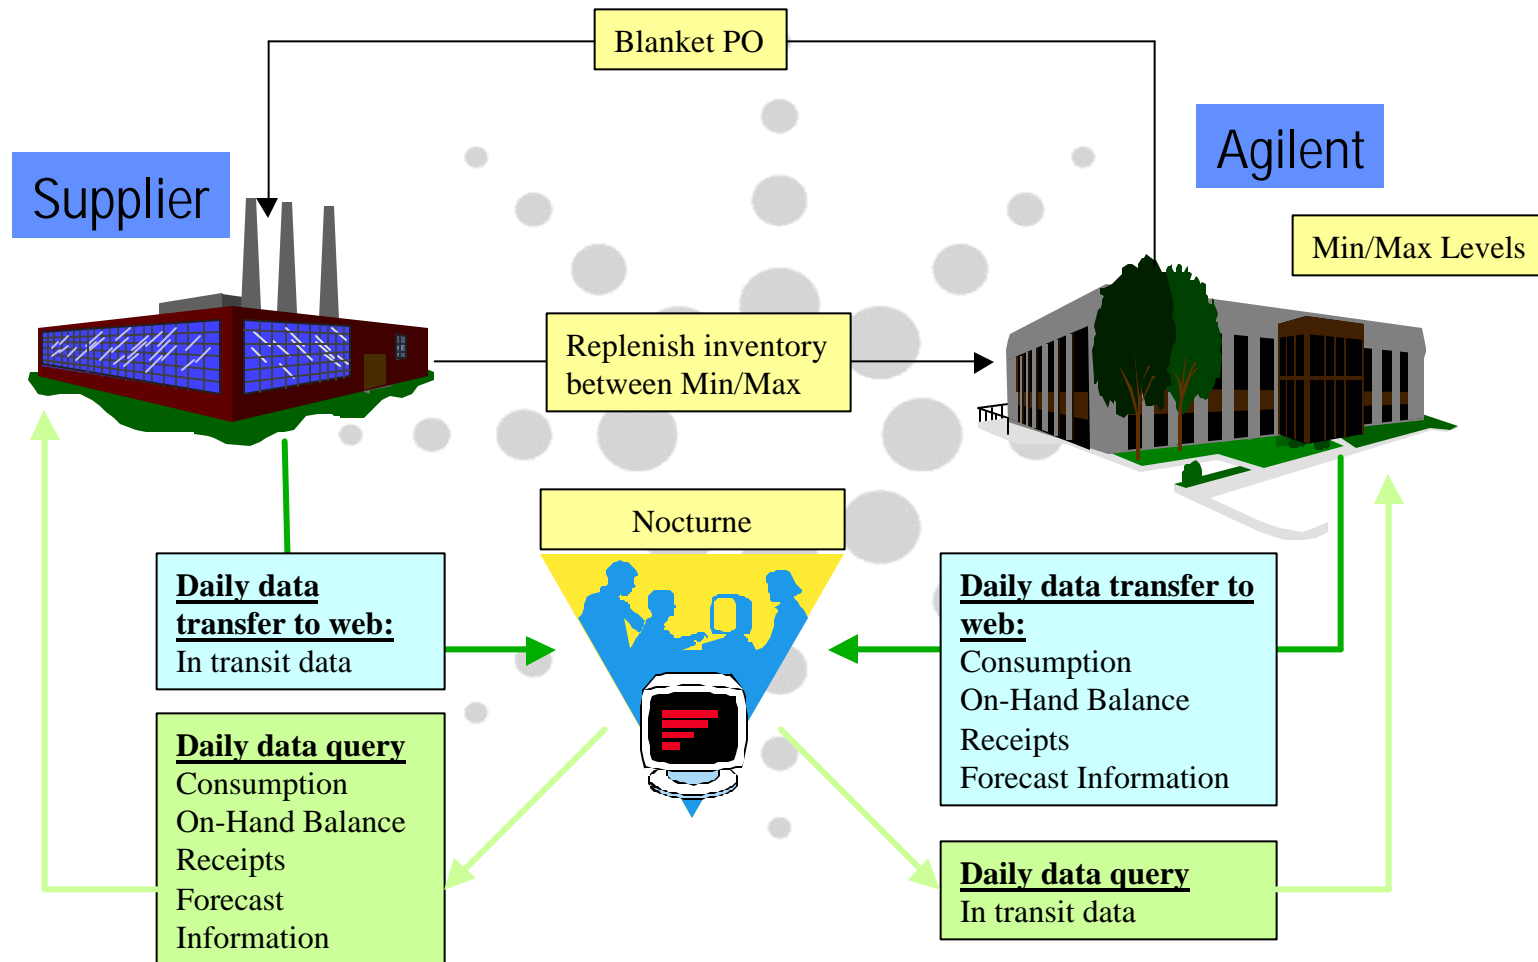 Blanket PO
Supplier
Agilent
Min/Max Levels
Replenish inventory
between Min/Max
Nocturne
Daily data
transfer to web:
In transit data
Daily data transfer to
web:
Consumption
On-Hand Balance
Receipts
Forecast Information
Daily data query
Consumption
On-Hand Balance
Receipts
Forecast
Information
Daily data query
In transit data